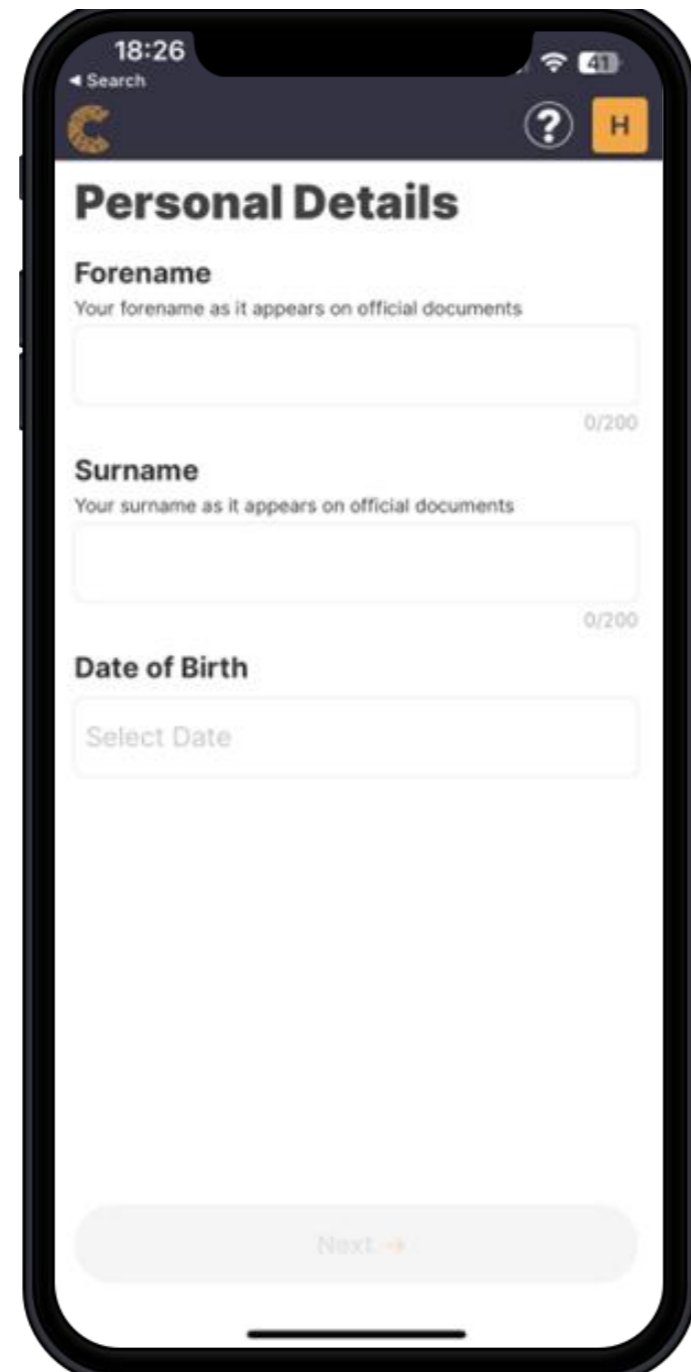 18:26
◀ Search
41
H
Personal Details
Forename
Your forename as it appears on official documents
0/200
Surname
Your surname as it appears on official documents
0/200
Date of Birth
Select Date
Next →